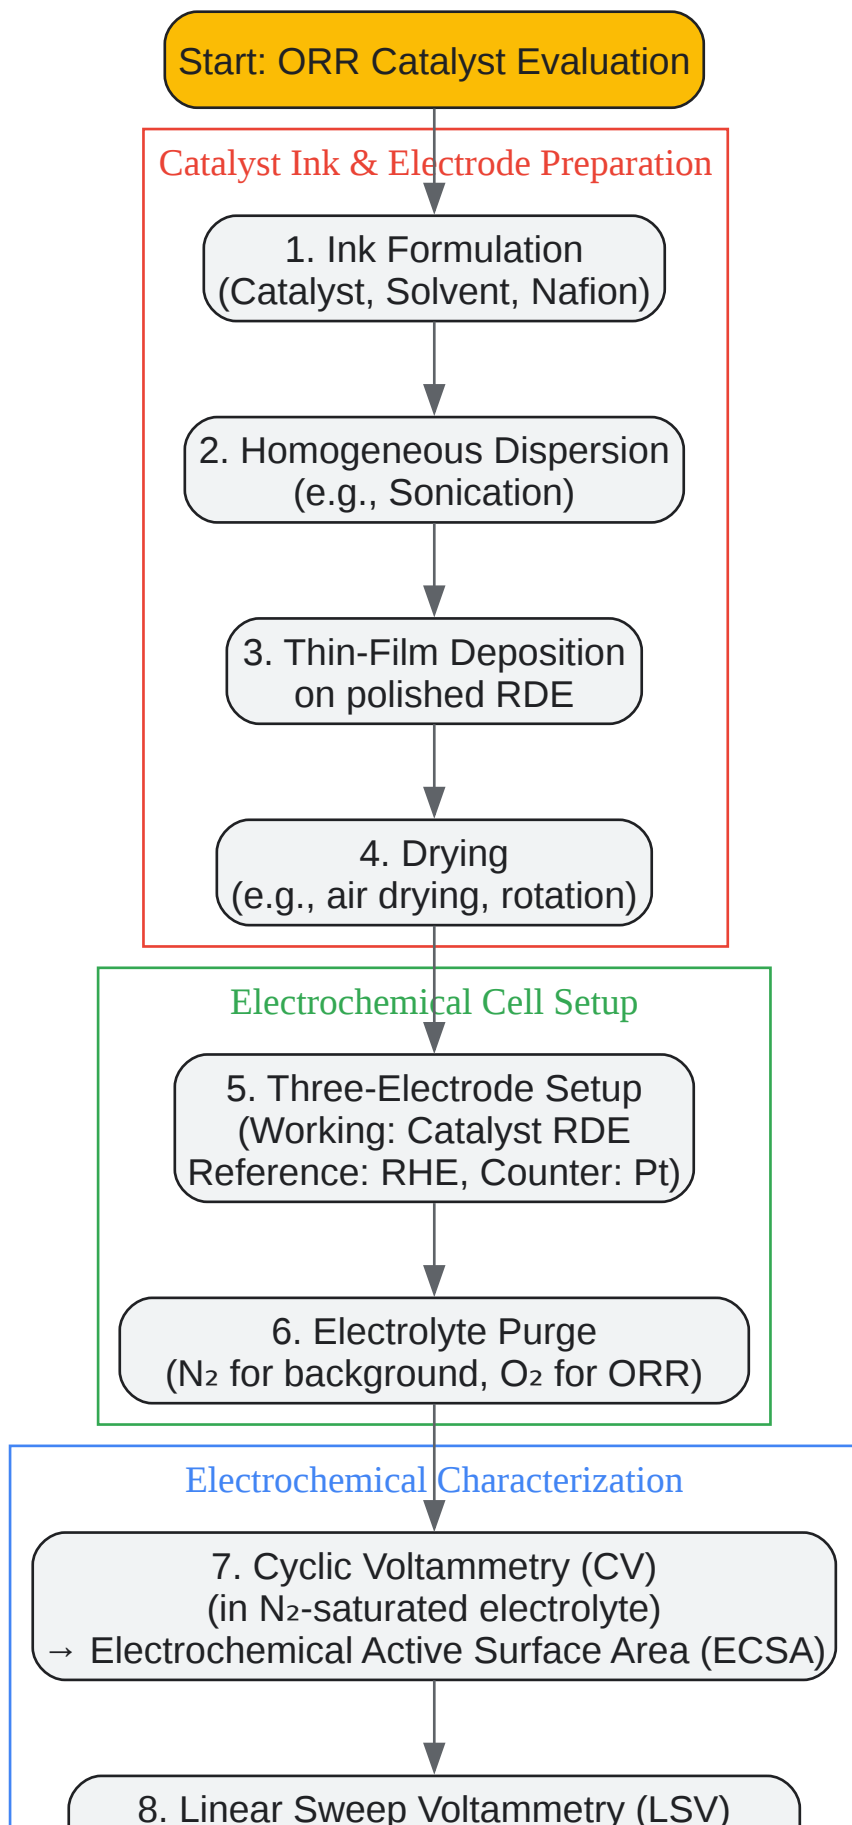 Start: ORR Catalyst Evaluation
Catalyst Ink & Electrode Preparation
1. Ink Formulation
(Catalyst, Solvent, Nafion)
2. Homogeneous Dispersion
(e.g., Sonication)
3. Thin-Film Deposition
on polished RDE
4. Drying
(e.g., air drying, rotation)
Electrochemical Cell Setup
5. Three-Electrode Setup
(Working: Catalyst RDE
Reference: RHE, Counter: Pt)
6. Electrolyte Purge
(N₂ for background, O₂ for ORR)
Electrochemical Characterization
7. Cyclic Voltammetry (CV)
(in N₂-saturated electrolyte)
→ Electrochemical Active Surface Area (ECSA)
8. Linear Sweep Voltammetry (LSV)